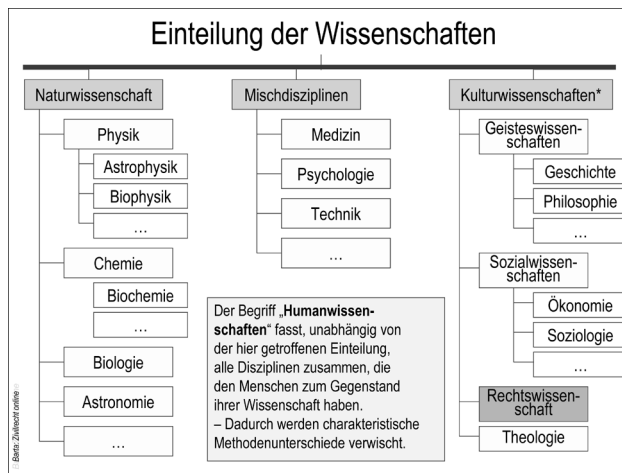 Einteilung der Wissenschaften
Naturwissenschaft
Physik
Astrophysik
Biophysik
…
Chemie
Biochemie
…
Biologie
Astronomie
…
Mischdisziplinen
Medizin
Psychologie
Technik
…
Der Begriff „Humanwissen-
schaften“ fasst, unabhängig von
der hier getroffenen Einteilung,
alle Disziplinen zusammen, die
den Menschen zum Gegenstand
ihrer Wissenschaft haben.
– Dadurch werden charakteristische
Methodenunterschiede verwischt.
Kulturwissenschaften*
Geisteswissen-
schaften
Geschichte
Philosophie
…
Sozialwissen-
schaften
Ökonomie
Soziologie
…
Rechtswissen-
schaft
Theologie
Barta: Zivilrecht online